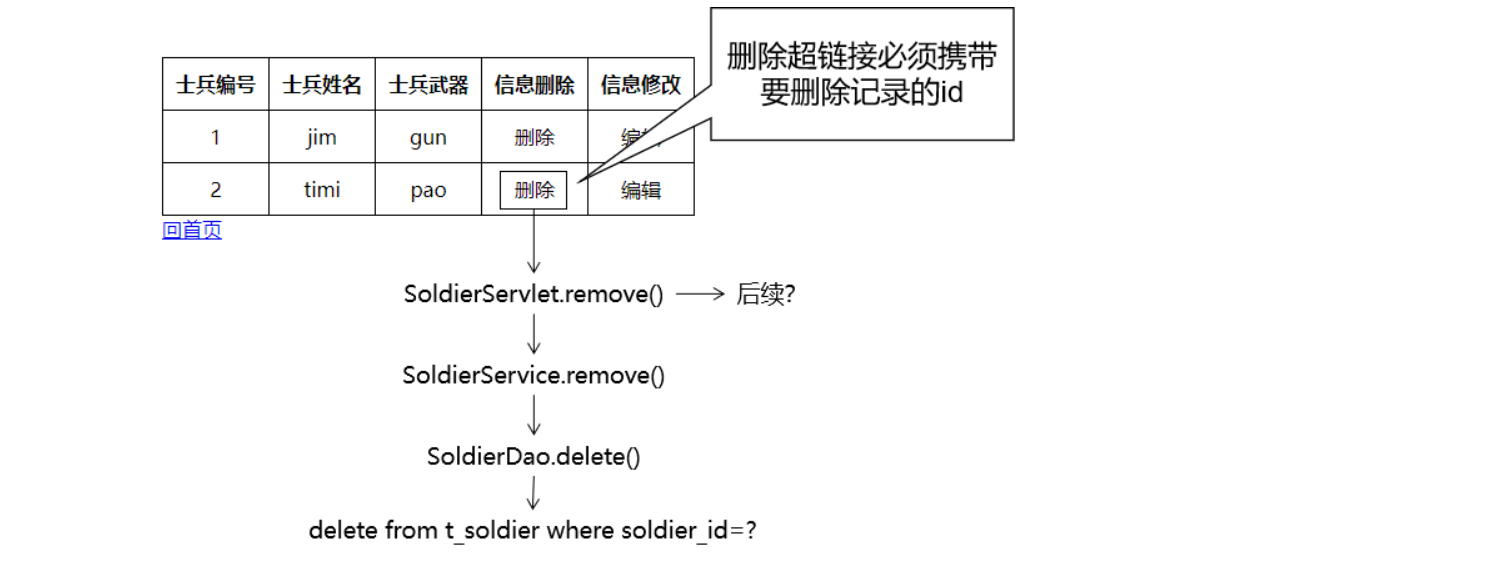 删除超链接必须携带
要删除记录的id
士兵编号 士兵姓名 士兵武器 信息删除 信息修改
1 jim gun 删除 编辑
2 timi pao 删除 编辑
回首页
SoldierServlet.remove() 后续?
SoldierService.remove()
SoldierDao.delete()
delete from t_soldier where soldier_id=?